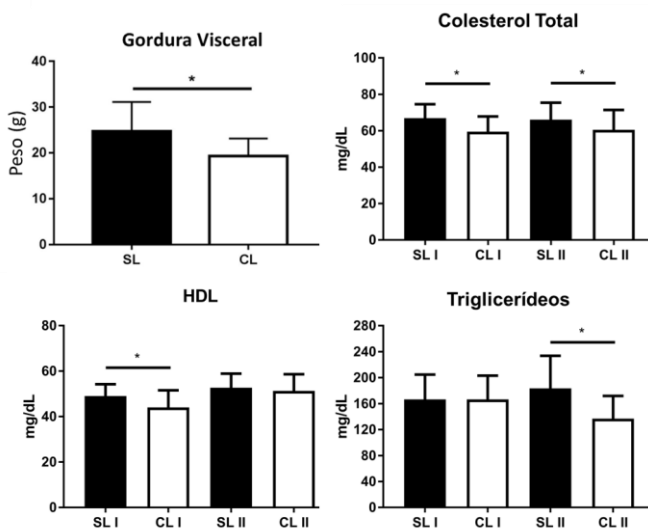 Gordura Visceral
*
Peso (g)
40
30
20
10
0
SL CL
Colesterol Total
* *
mg/dL
100
80
60
40
20
0
SL I CL I SL II CL II
HDL
*
mg/dL
80
60
40
20
0
SL I CL I SL II CL II
Triglicerídeos
*
mg/dL
280
240
200
160
120
80
40
0
SL I CL I SL II CL II